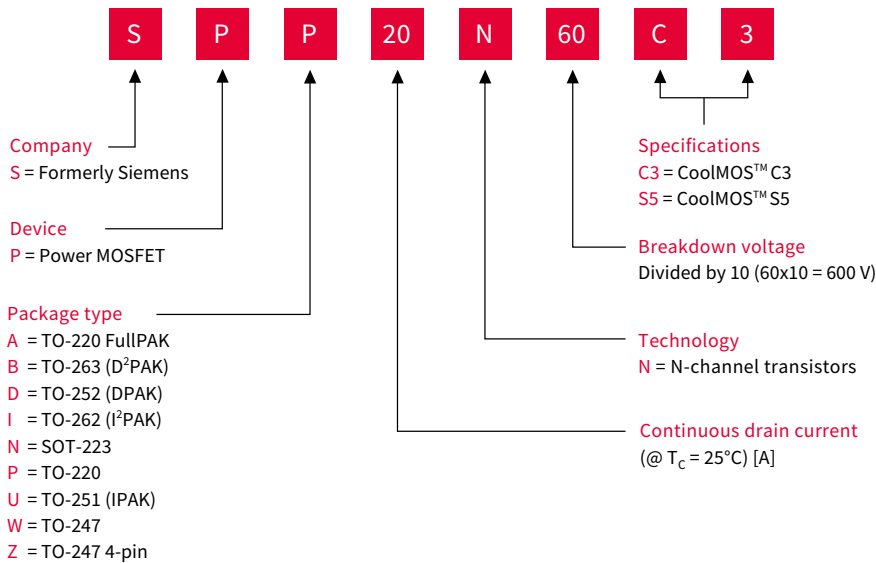 S P P 20 N 60 C 3
Company
S = Formerly Siemens
Device
P = Power MOSFET
Package type
A = TO-220 FullPAK
B = TO-263 (D²PAK)
D = TO-252 (DPAK)
I = TO-262 (I²PAK)
N = SOT-223
P = TO-220
U = TO-251 (IPAK)
W = TO-247
Z = TO-247 4-pin
Specifications
C3 = CoolMOS™ C3
S5 = CoolMOS™ S5
Breakdown voltage
Divided by 10 (60x10 = 600 V)
Technology
N = N-channel transistors
Continuous drain current
(@ T_C = 25°C) [A]